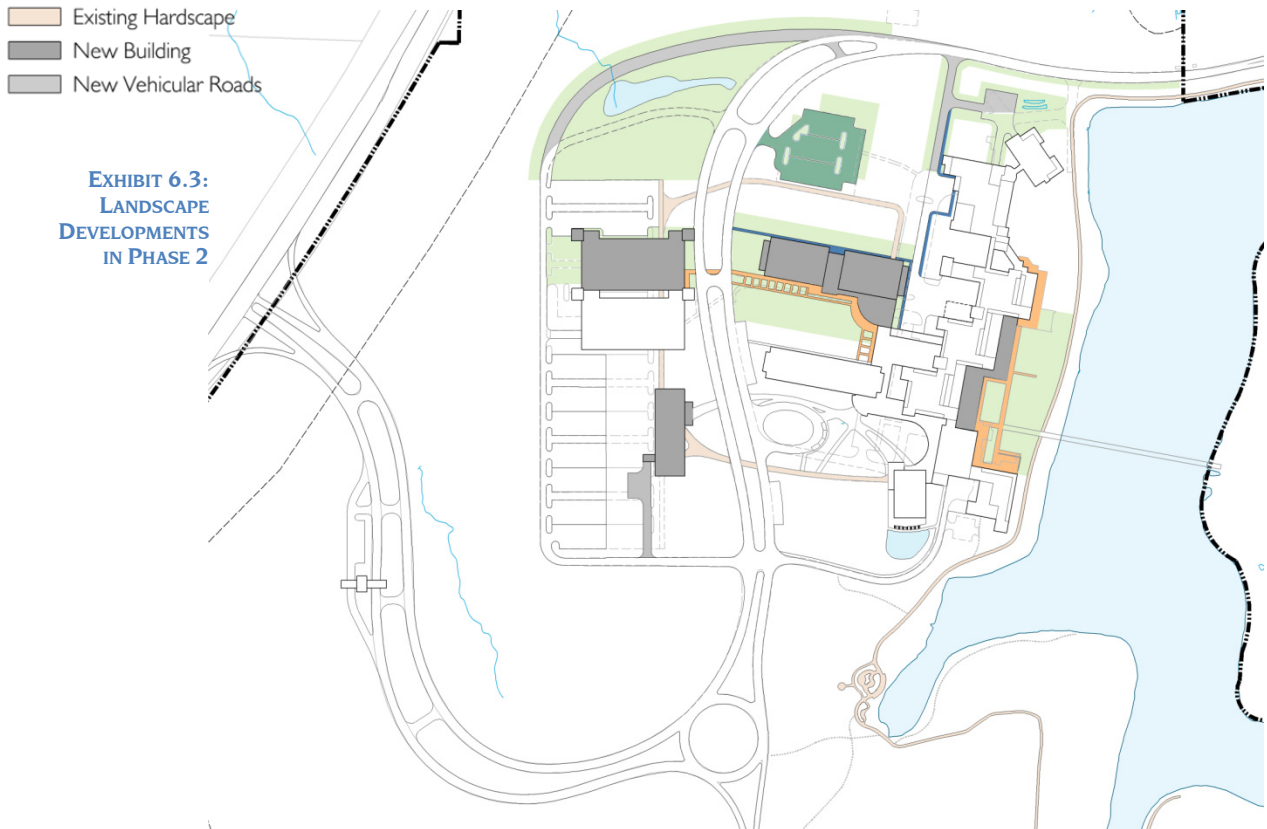 Existing Hardscape
New Building
New Vehicular Roads
EXHIBIT 6.3:
LANDSCAPE
DEVELOPMENTS
IN PHASE 2